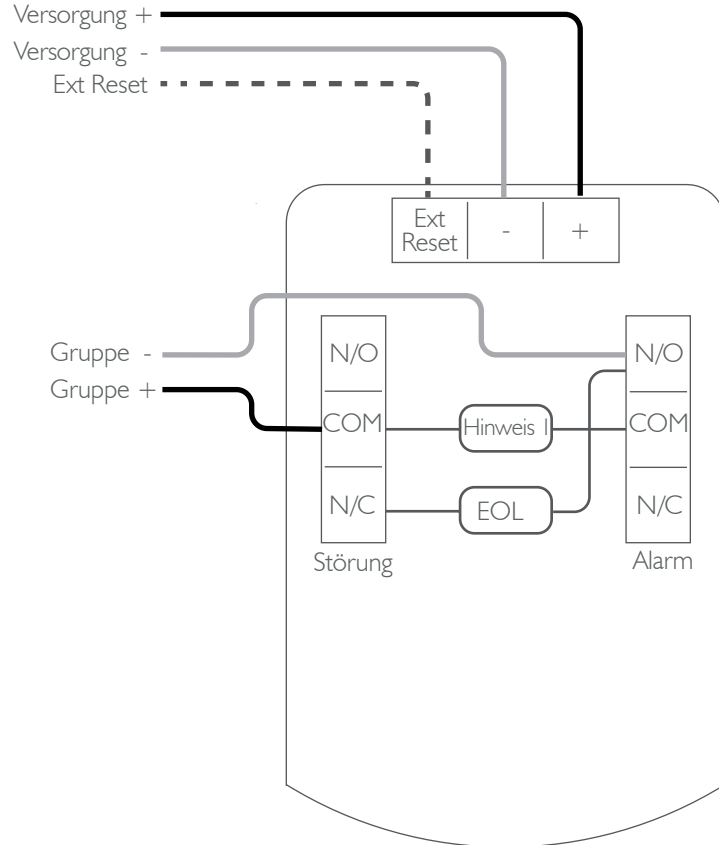 Versorgung +
Versorgung -
Ext Reset
Ext
Reset
-
+
Gruppe -
Gruppe +
N/O
COM
N/C
Störung
Hinweis 1
EOL
N/O
COM
N/C
Alarm